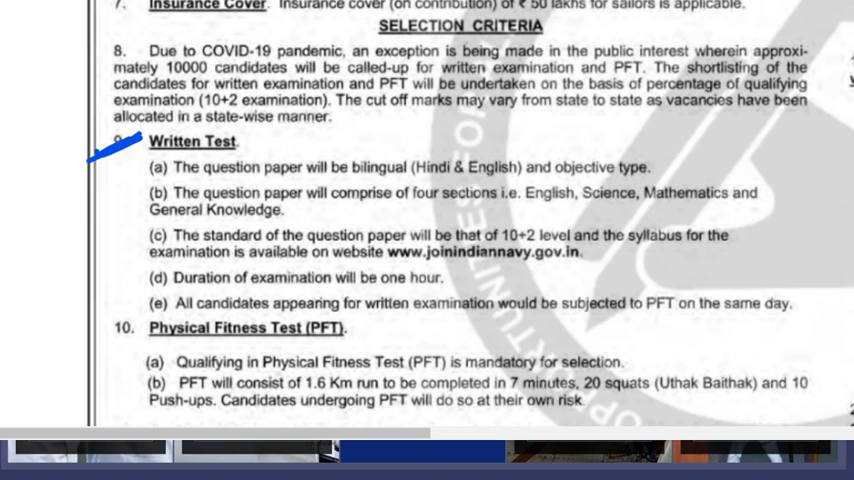 7. Insurance Cover. Insurance cover (on contribution) of ₹ 50 lakhs for sailors is applicable.
SELECTION CRITERIA
8. Due to COVID-19 pandemic, an exception is being made in the public interest wherein approxi-
mately 10000 candidates will be called-up for written examination and PFT. The shortlisting of the
candidates for written examination and PFT will be undertaken on the basis of percentage of qualifying
examination (10+2 examination). The cut off marks may vary from state to state as vacancies have been
allocated in a state-wise manner.
9. Written Test.
(a) The question paper will be bilingual (Hindi & English) and objective type.
(b) The question paper will comprise of four sections i.e. English, Science, Mathematics and
General Knowledge.
(c) The standard of the question paper will be that of 10+2 level and the syllabus for the
examination is available on website www.joinindiannavy.gov.in.
(d) Duration of examination will be one hour.
(e) All candidates appearing for written examination would be subjected to PFT on the same day.
10. Physical Fitness Test (PFT).
(a) Qualifying in Physical Fitness Test (PFT) is mandatory for selection.
(b) PFT will consist of 1.6 Km run to be completed in 7 minutes, 20 squats (Uthak Baithak) and 10
Push-ups. Candidates undergoing PFT will do so at their own risk.